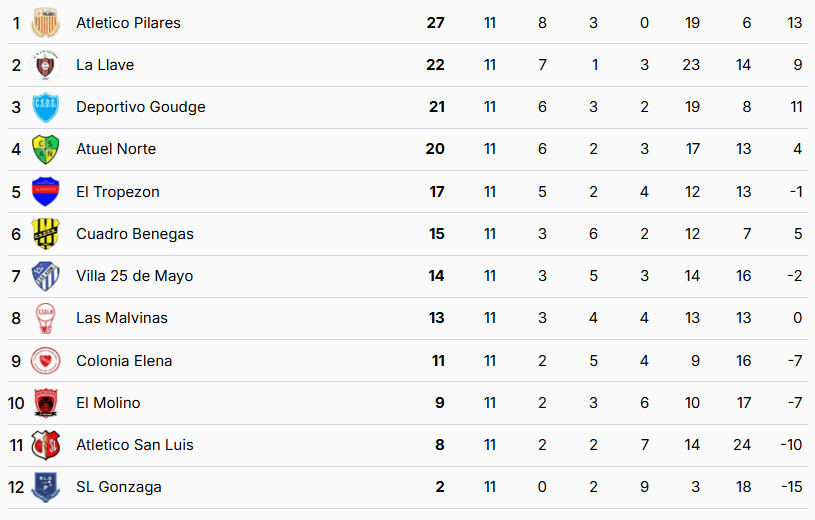 1 Atletico Pilares 27 11 8 3 0 19 6 13
2 La Llave 22 11 7 1 3 23 14 9
3 C.S.D.G. Deportivo Goudge 21 11 6 3 2 19 8 11
4 C S A N Atuel Norte 20 11 6 2 3 17 13 4
5 El Tropezon 17 11 5 2 4 12 13 -1
6 Cuadro Benegas 15 11 3 6 2 12 7 5
7 Villa 25 de Mayo 14 11 3 5 3 14 16 -2
8 Las Malvinas 13 11 3 4 4 13 13 0
9 Colonia Elena 11 11 2 5 4 9 16 -7
10 El Molino 9 11 2 3 6 10 17 -7
11 Atletico San Luis 8 11 2 2 7 14 24 -10
12 SL Gonzaga 2 11 0 2 9 3 18 -15